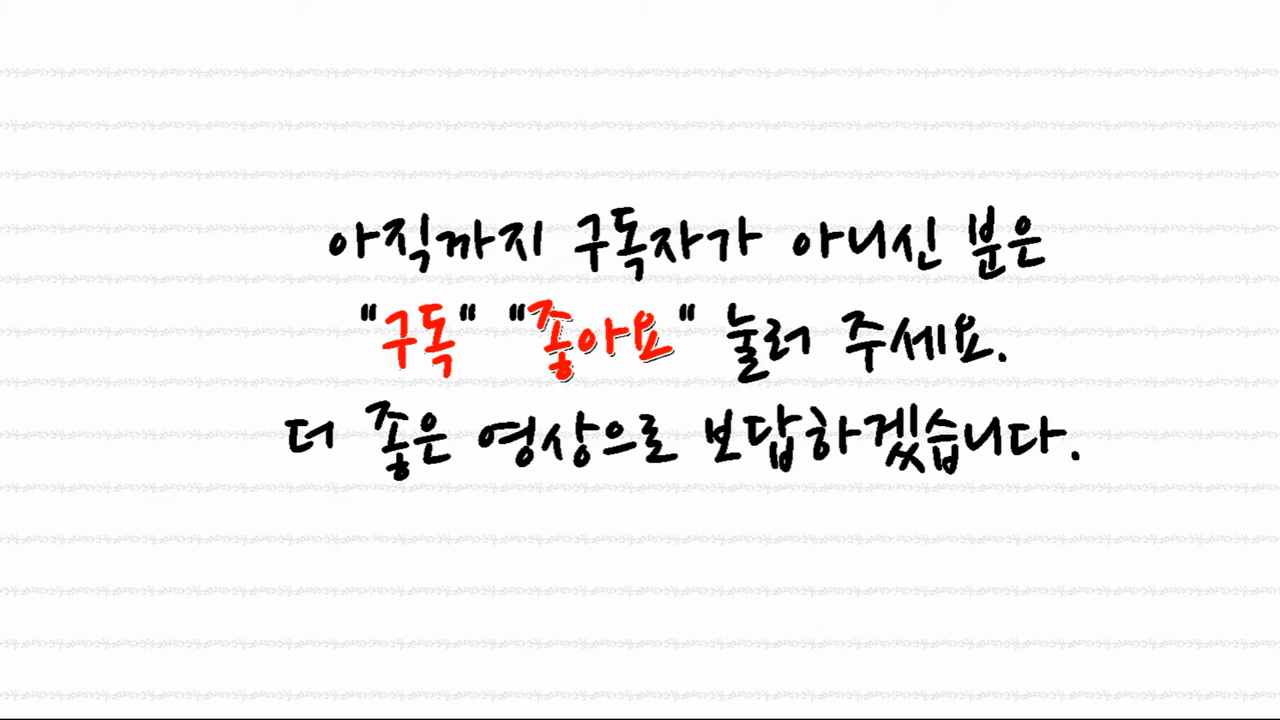 아직까지 구독자가 아니신 분은
"구독" "좋아요" 눌러 주세요.
더 좋은 영상으로 보답하겠습니다.